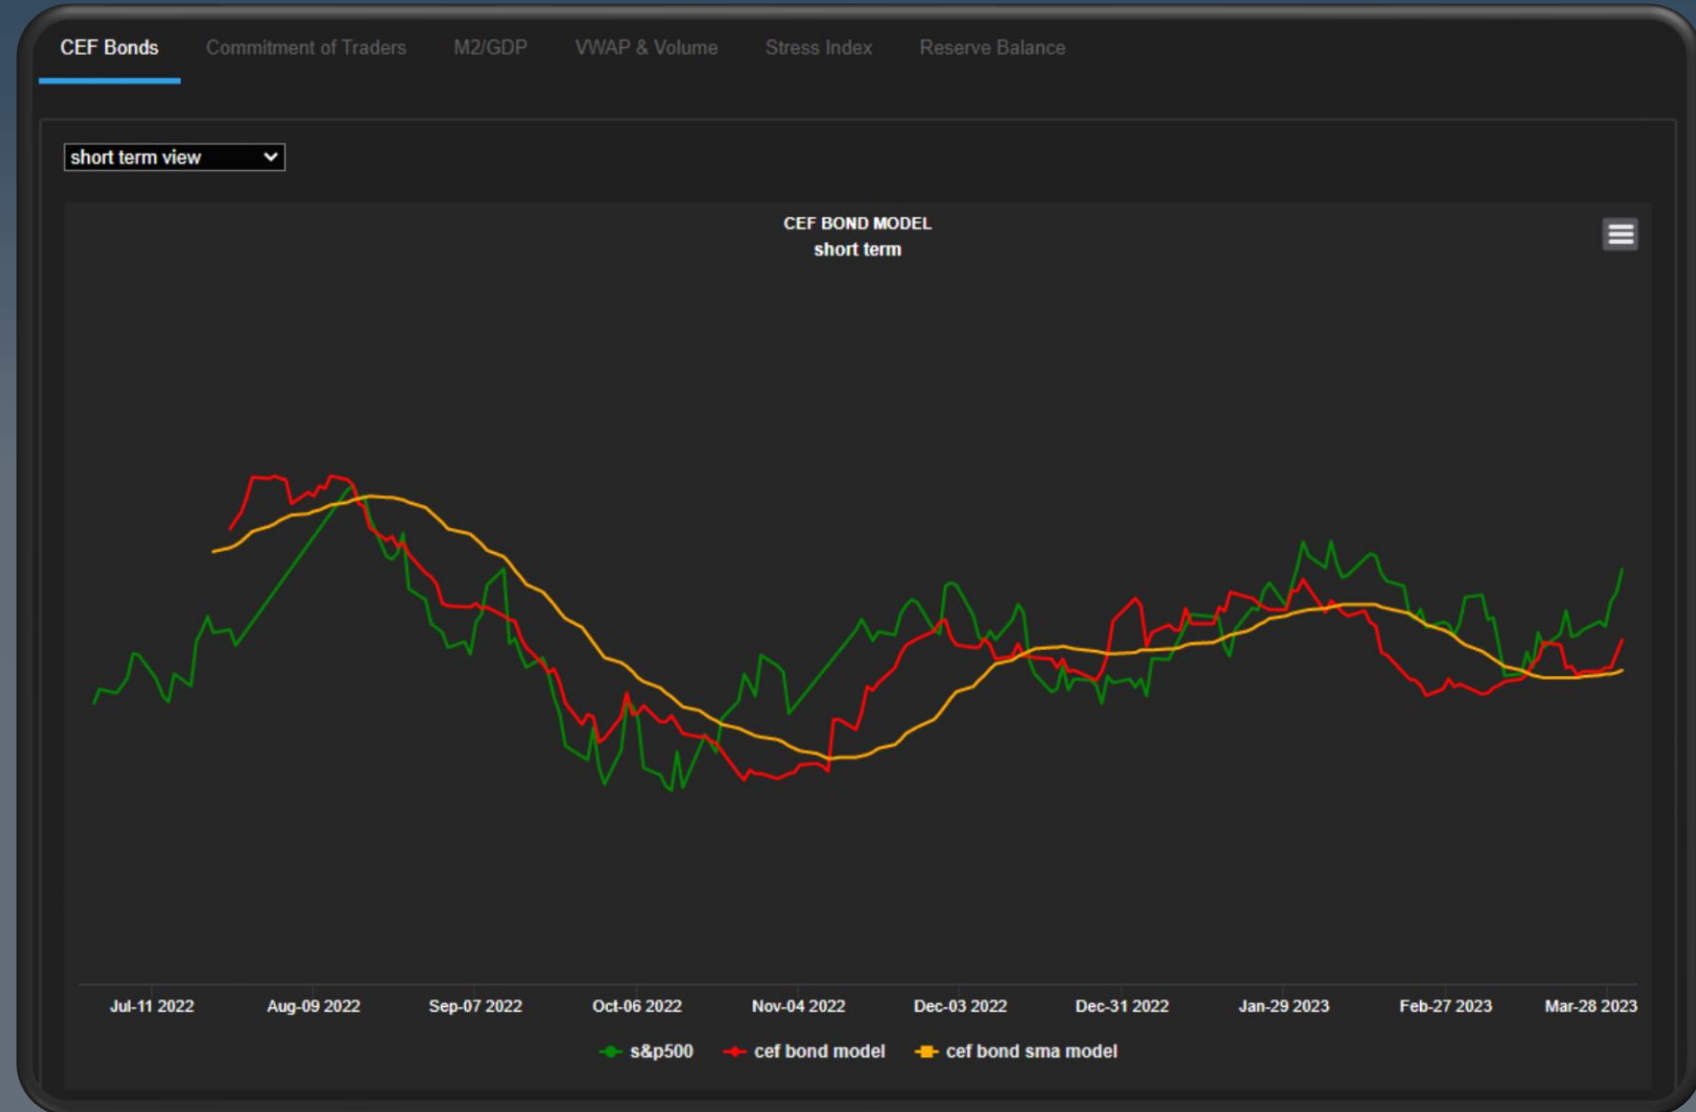 CEF Bonds Commitment of Traders M2/GDP VWAP & Volume Stress Index Reserve Balance
short term view
CEF BOND MODEL
short term
Jul-11 2022 Aug-09 2022 Sep-07 2022 Oct-06 2022 Nov-04 2022 Dec-03 2022 Dec-31 2022 Jan-29 2023 Feb-27 2023 Mar-28 2023
s&p500 cef bond model cef bond sma model